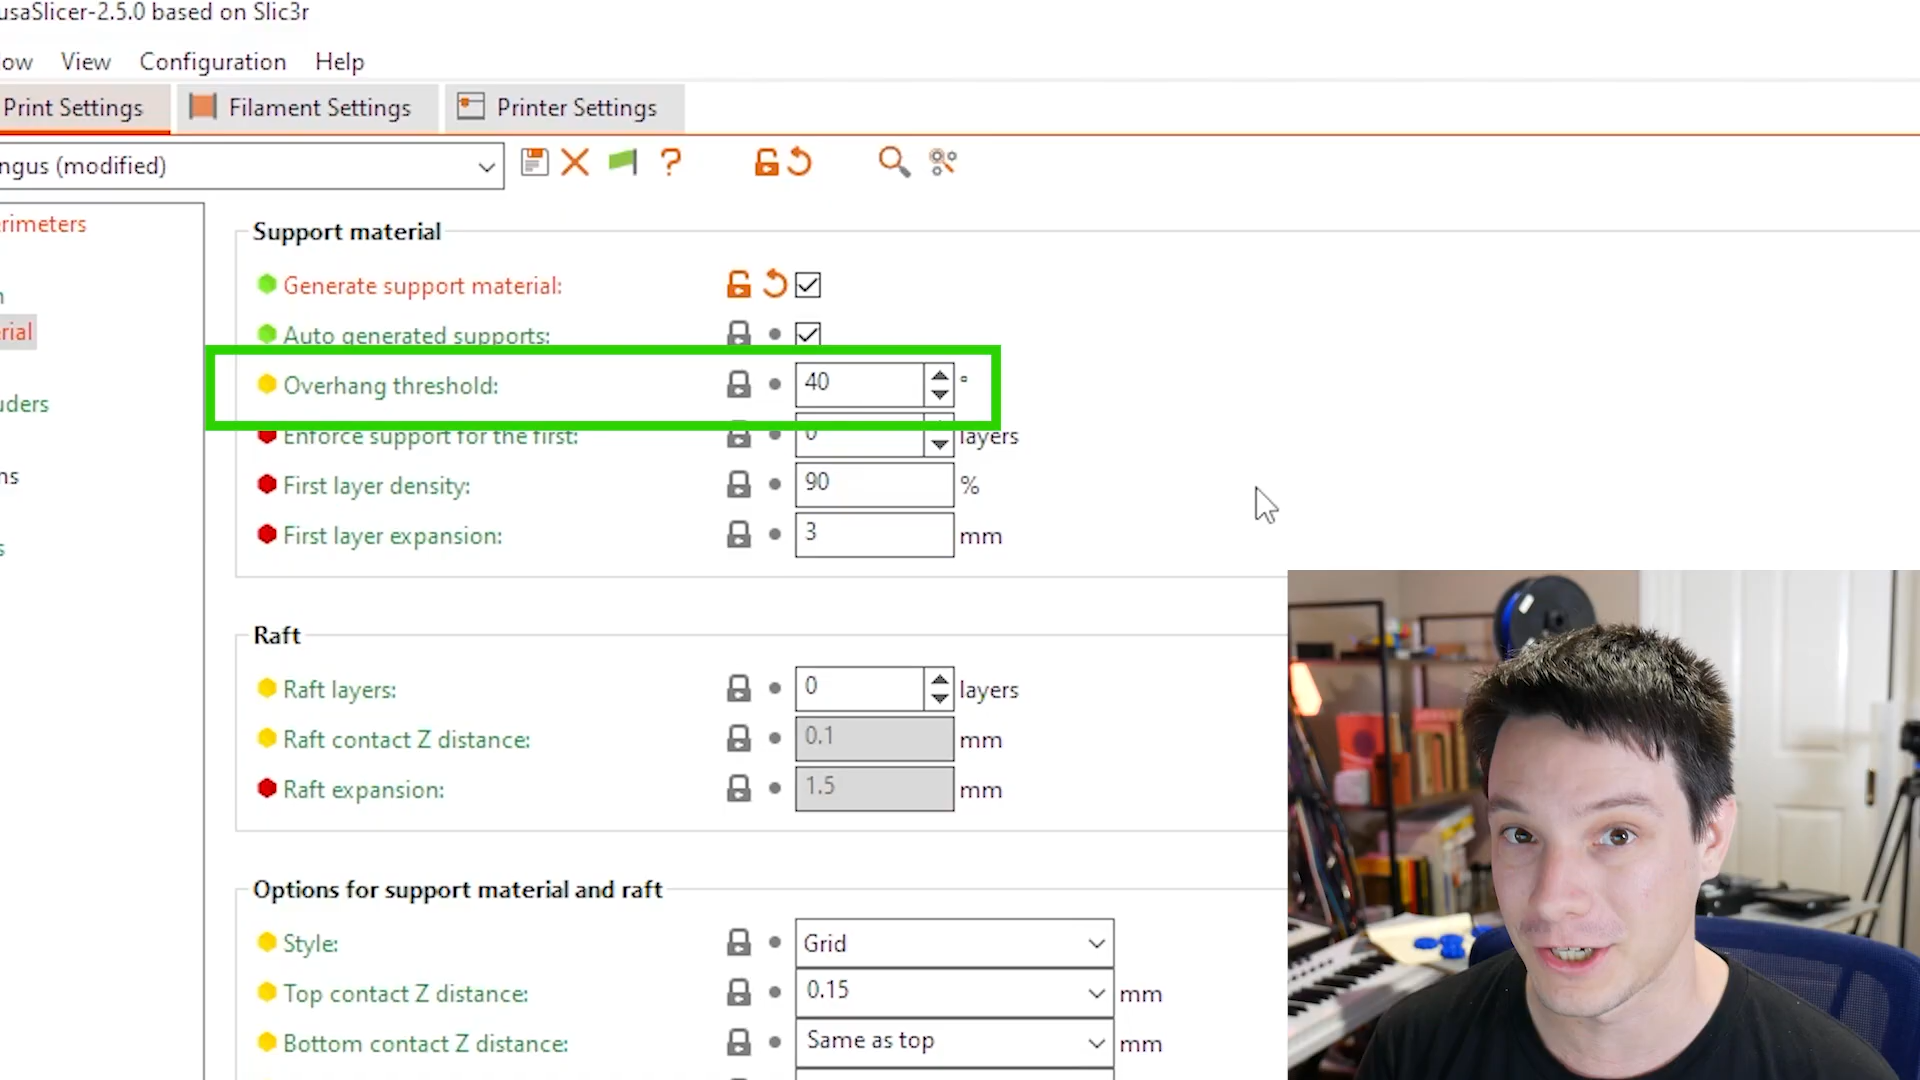 usaSlicer-2.5.0 based on Slic3r
ow View Configuration Help
Print Settings Filament Settings Printer Settings
ngus (modified)
rimeters
Support material
Generate support material:
n
Auto generated supports:
rial
Overhang threshold: 40 °
uders
Enforce support for the first: 0 layers
ns
First layer density: 90 %
First layer expansion: 3 mm
s
Raft
Raft layers: 0 layers
Raft contact Z distance: 0.1 mm
Raft expansion: 1.5 mm
Options for support material and raft
Style: Grid
Top contact Z distance: 0.15 mm
Bottom contact Z distance: Same as top mm